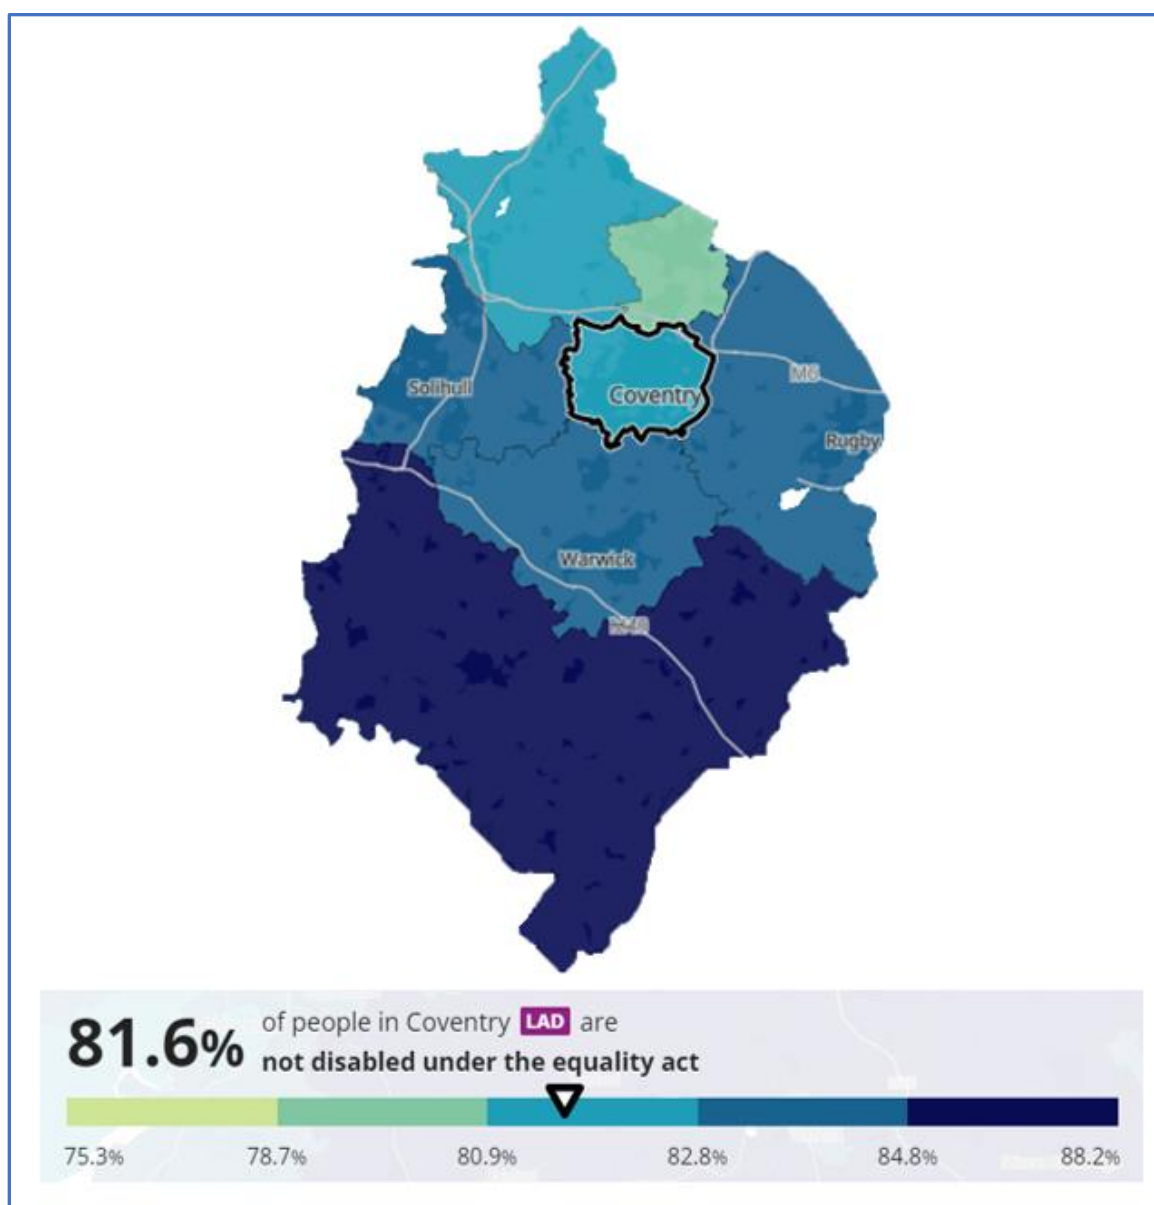 Coventry
Solihull
M6
Rugby
Warwick
M40
81.6%
of people in Coventry LAD are
not disabled under the equality act
75.3% 78.7% 80.9% 82.8% 84.8% 88.2%